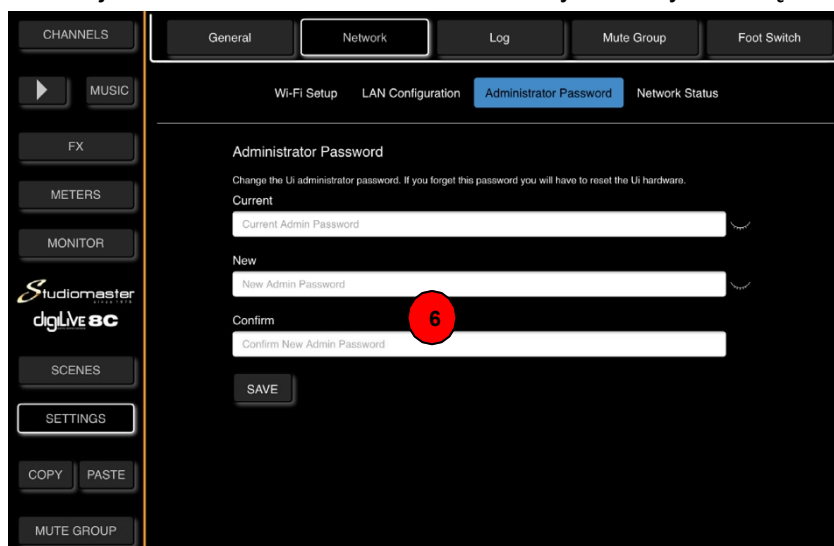 CHANNELS
General Network Log Mute Group Foot Switch
MUSIC
Wi-Fi Setup LAN Configuration Administrator Password Network Status
FX
Administrator Password
Change the Ui administrator password. If you forget this password you will have to reset the Ui hardware.
METERS
Current
Current Admin Password
MONITOR
New
New Admin Password
Studiomaster
digiLiVE 8C
6
Confirm
Confirm New Admin Password
SCENES
SAVE
SETTINGS
COPY PASTE
MUTE GROUP